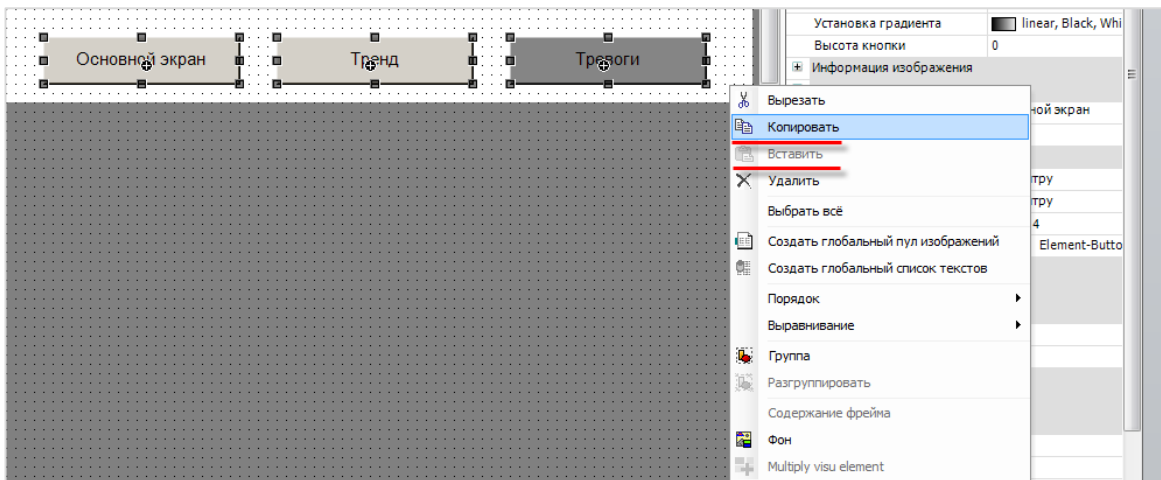 Установка градиента linear, Black, Whi
Высота кнопки 0
Информация изображения
Основной экран Тренд Тревоги
Вырезать
ной экран
Копировать
Вставить
Удалить
тру
Выбрать всё
тру
4
Создать глобальный пул изображений
Element-Butto
Создать глобальный список текстов
Порядок
Выравнивание
Группа
Разгруппировать
Содержание фрейма
Фон
Multiply visu element